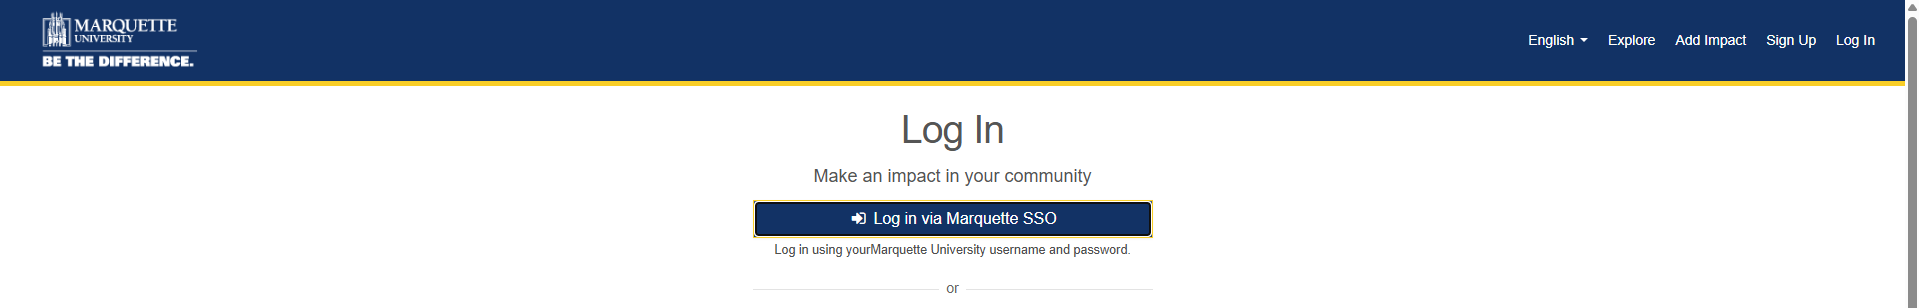 MARQUETTE
UNIVERSITY
BE THE DIFFERENCE.
English Explore Add Impact Sign Up Log In
Log In
Make an impact in your community
Log in via Marquette SSO
Log in using yourMarquette University username and password.
or